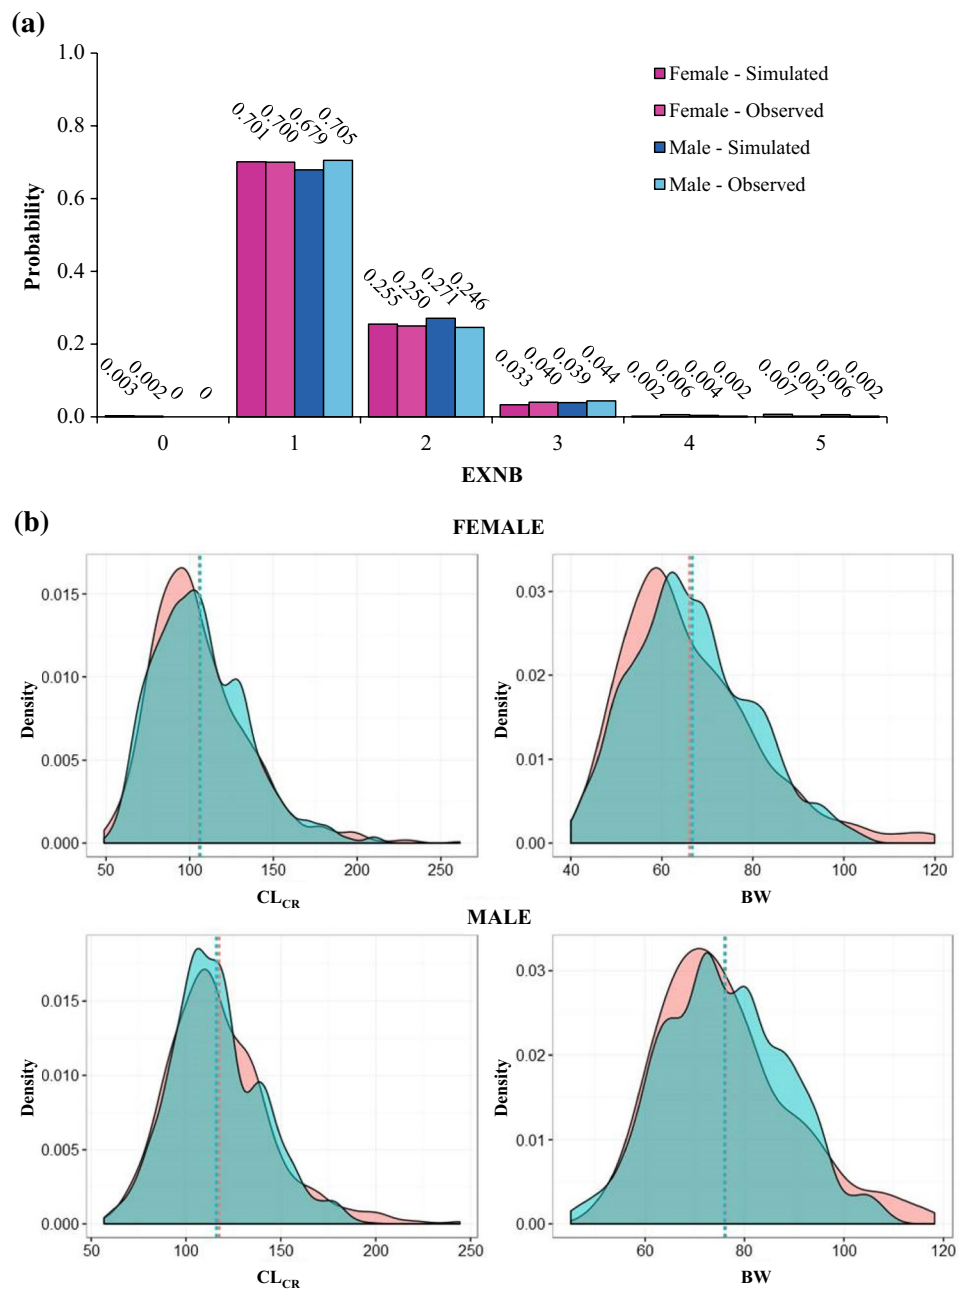 (a)
1.0
0.8
0.6
0.4
0.2
0.0
Probability
Female - Simulated
Female - Observed
Male - Simulated
Male - Observed
0.003 0.002 0 0
0.701 0.700 0.679 0.705
0.255 0.250 0.271 0.246
0.033 0.040 0.039 0.044
0.002 0.006 0.004 0.002
0.007 0.002 0.006 0.002
0 1 2 3 4 5
EXNB
(b)
FEMALE
Density
0.015
0.010
0.005
0.000
50 100 150 200 250
CLCR
Density
0.03
0.02
0.01
0.00
40 60 80 100 120
BW
MALE
Density
0.015
0.010
0.005
0.000
50 100 150 200 250
CLCR
Density
0.03
0.02
0.01
0.00
60 80 100 120
BW